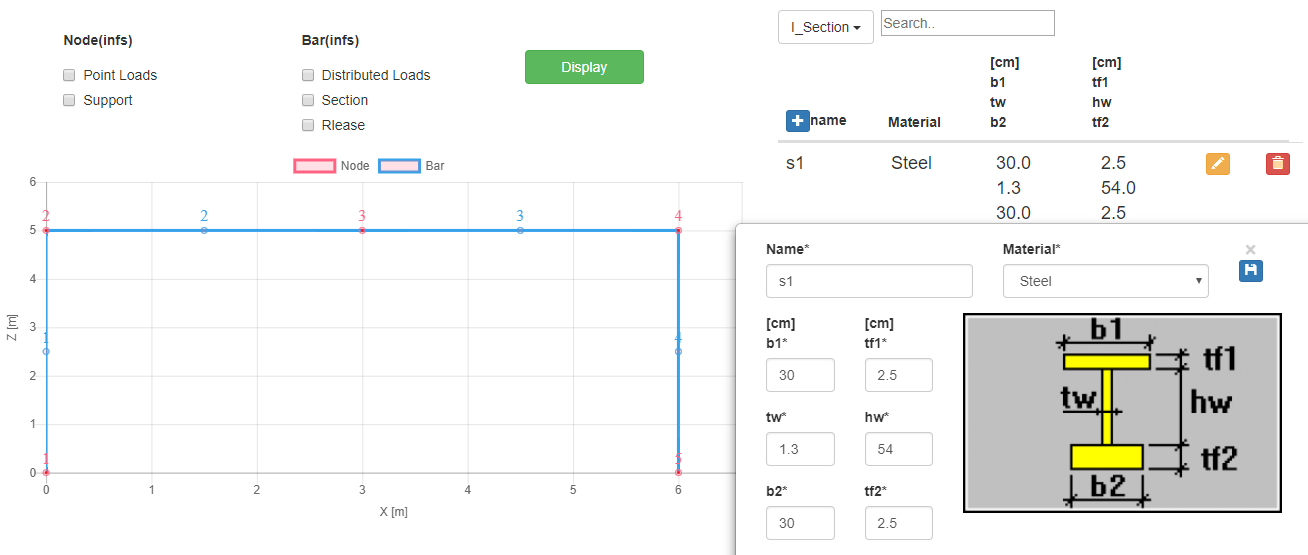 Node(infs)
Bar(infs)
Point Loads
Distributed Loads
Support
Section
Rlease
Display
Node
Bar
6
5
4
3
2
1
0
Z [m]
2
2
3
3
4
1
4
1
0
1
2
3
4
5
6
X [m]
I_Section
Search..
[cm]
[cm]
b1
tf1
tw
hw
name
Material
b2
tf2
s1
Steel
30.0
2.5
1.3
54.0
30.0
2.5
Name*
Material*
×
s1
Steel
[cm]
[cm]
b1*
tf1*
30
2.5
tw*
hw*
1.3
54
b2*
tf2*
30
2.5
b1
tf1
tw
hw
tf2
b2